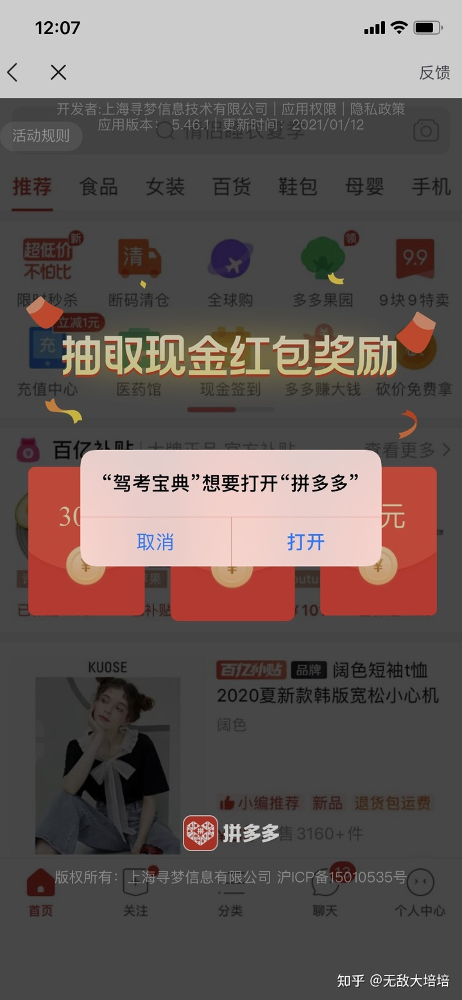 12:07
反馈
开发者:上海寻梦信息技术有限公司 | 应用权限 | 隐私政策
应用版本: 5.46.1 | 更新时间: 2021/01/12
情侣睡衣夏季
活动规则
推荐 食品 女装 百货 鞋包 母婴 手机
新 领
超低价
不怕比
清
9.9
限时秒杀 断码清仓 全球购 多多果园 9块9特卖
立减1元
充
抽取现金红包奖励
充值中心 医药馆 现金签到 多多赚大钱 砍价免费拿
百亿补贴 大牌正品 官方补贴 查看更多
“驾考宝典”想要打开“拼多多”
30 元
取消 打开
¥ ¥ ¥
KUOSE
百亿补贴 品牌 阔色短袖t恤
2020夏新款韩版宽松小心机
阔色
小编推荐 新品 退货包运费
拼 拼多多 售3160+件
版权所有: 上海寻梦信息有限公司 沪ICP备15010535号
首页 关注 分类 聊天 个人中心
知乎 @无敌大培培